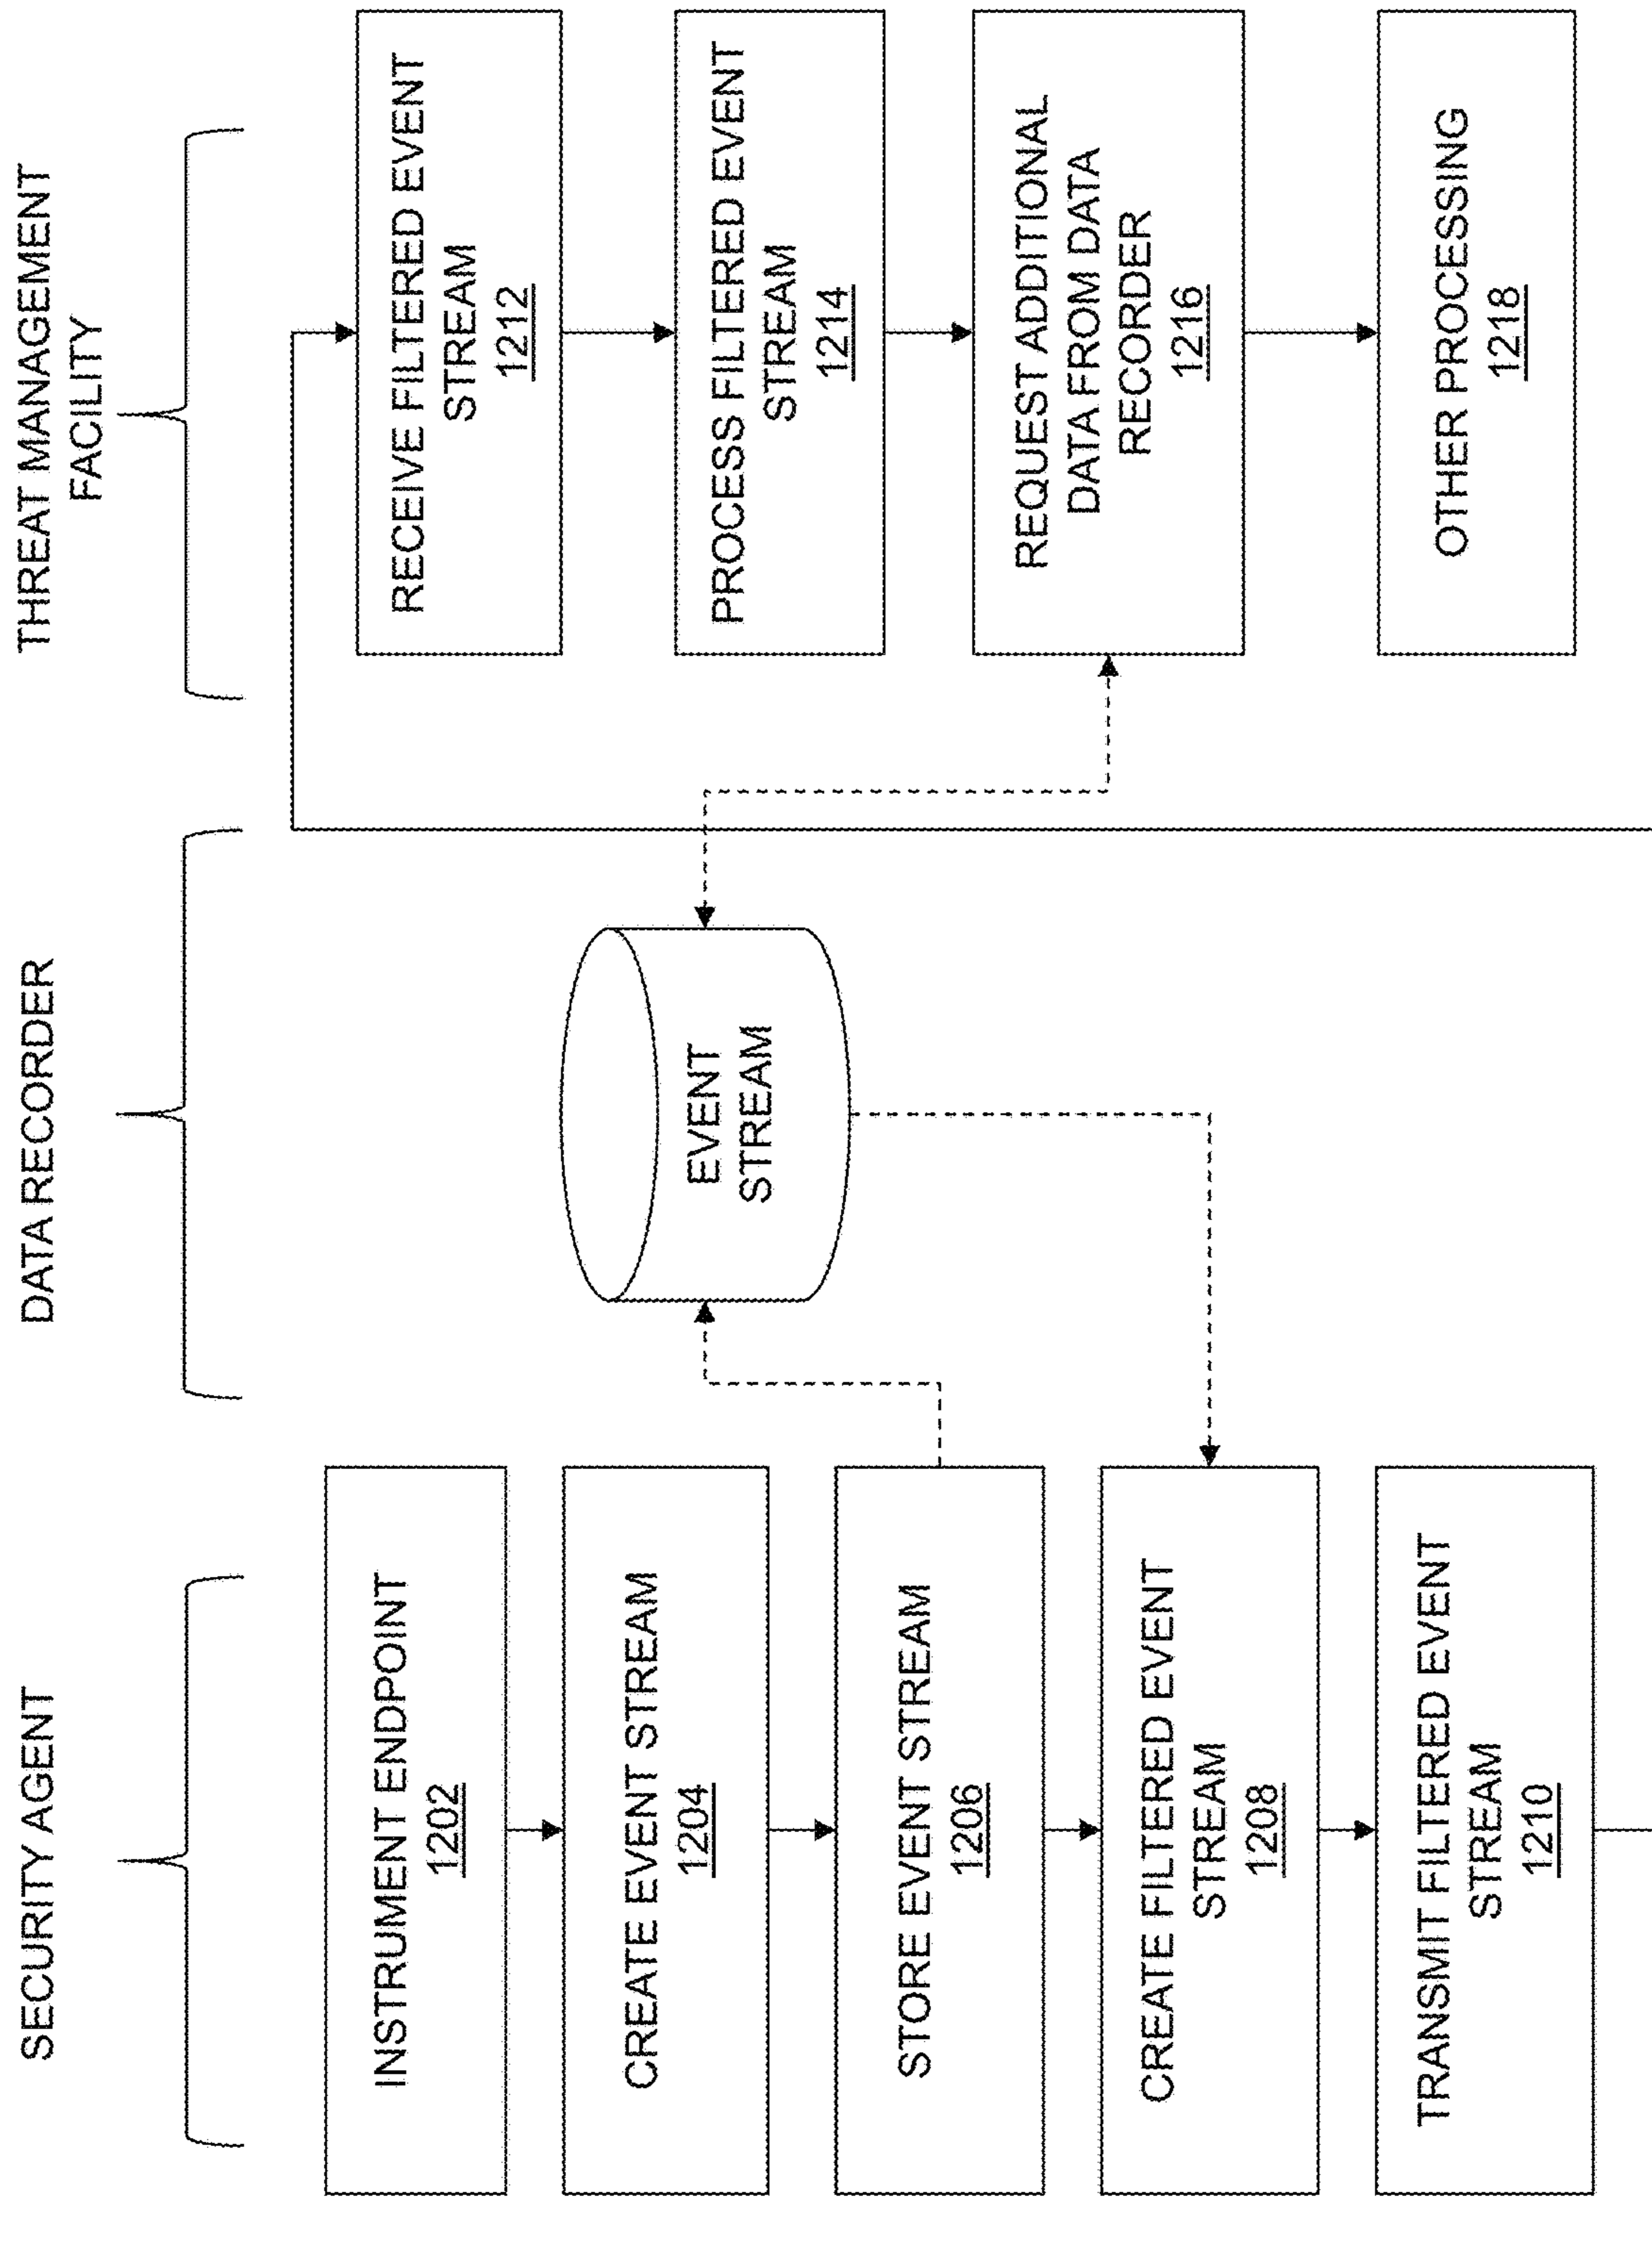 SECURITY AGENT
INSTRUMENT ENDPOINT
1202
CREATE EVENT STREAM
1204
STORE EVENT STREAM
1206
CREATE FILTERED EVENT
STREAM
1208
TRANSMIT FILTERED EVENT
STREAM
1210
DATA RECORDER
EVENT
STREAM
THREAT MANAGEMENT
FACILITY
RECEIVE FILTERED EVENT
STREAM
1212
PROCESS FILTERED EVENT
STREAM
1214
REQUEST ADDITIONAL
DATA FROM DATA
RECORDER
1216
OTHER PROCESSING
1218